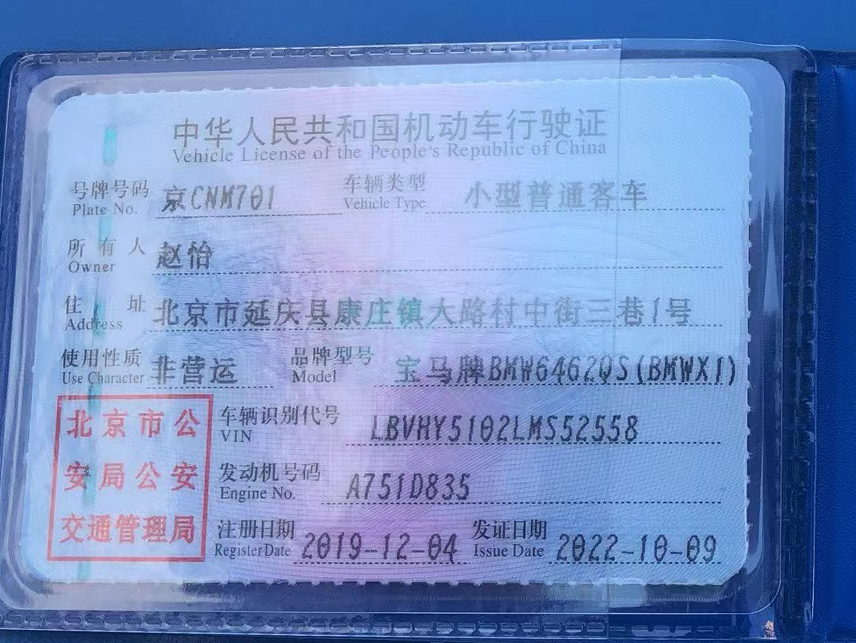 中华人民共和国机动车行驶证
Vehicle License of the People's Republic of China
号牌号码 京CNM701 车辆类型 小型普通客车
Plate No. Vehicle Type
所有人 赵怡
Owner
住址 北京市延庆县康庄镇大路村中街三巷1号
Address
使用性质 非营运 品牌型号 宝马牌BMW6462QS(BMWX1)
Use Character Model
北京市公
安局公安
交通管理局
车辆识别代号 LBVHY5102LMS52558
VIN
发动机号码 A751D835
Engine No.
注册日期 2019-12-04 发证日期 2022-10-09
Register Date Issue Date